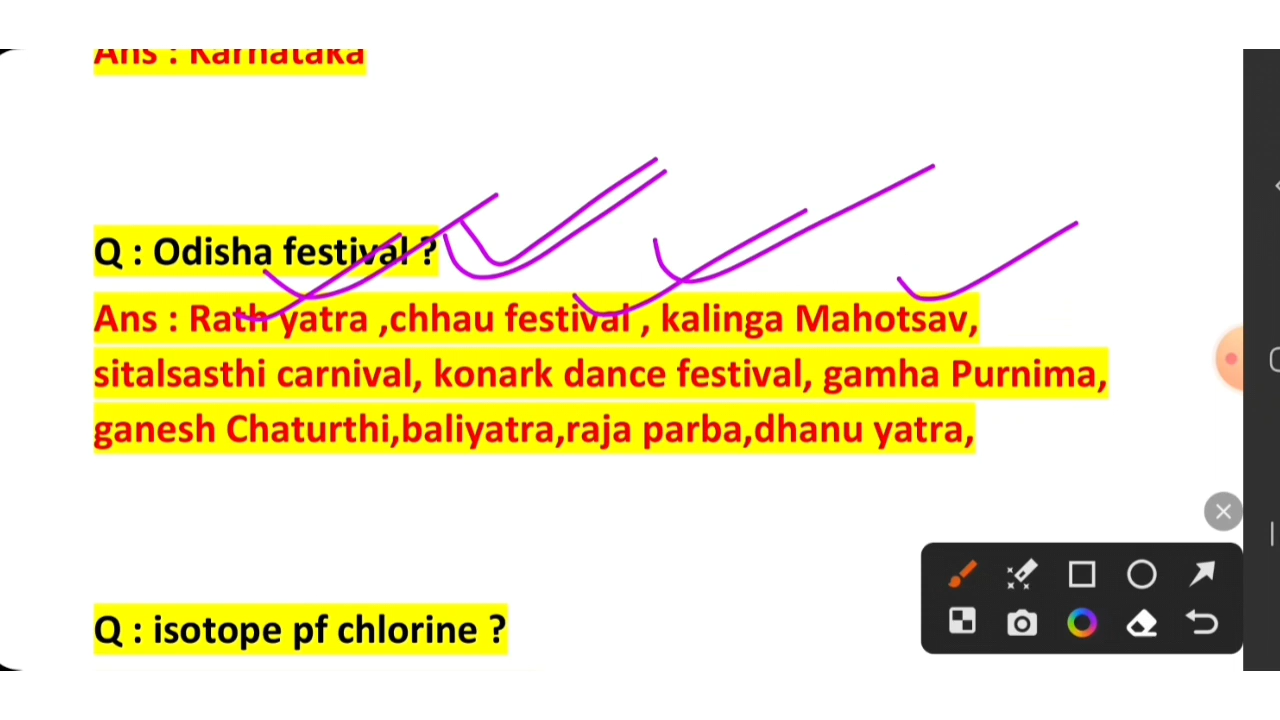 Ans : Karnataka
Q : Odisha festival ?
Ans : Rath yatra ,chhau festival , kalinga Mahotsav,
sitalsasthi carnival, konark dance festival, gamha Purnima,
ganesh Chaturthi,baliyatra,raja parba,dhanu yatra,
Q : isotope pf chlorine ?